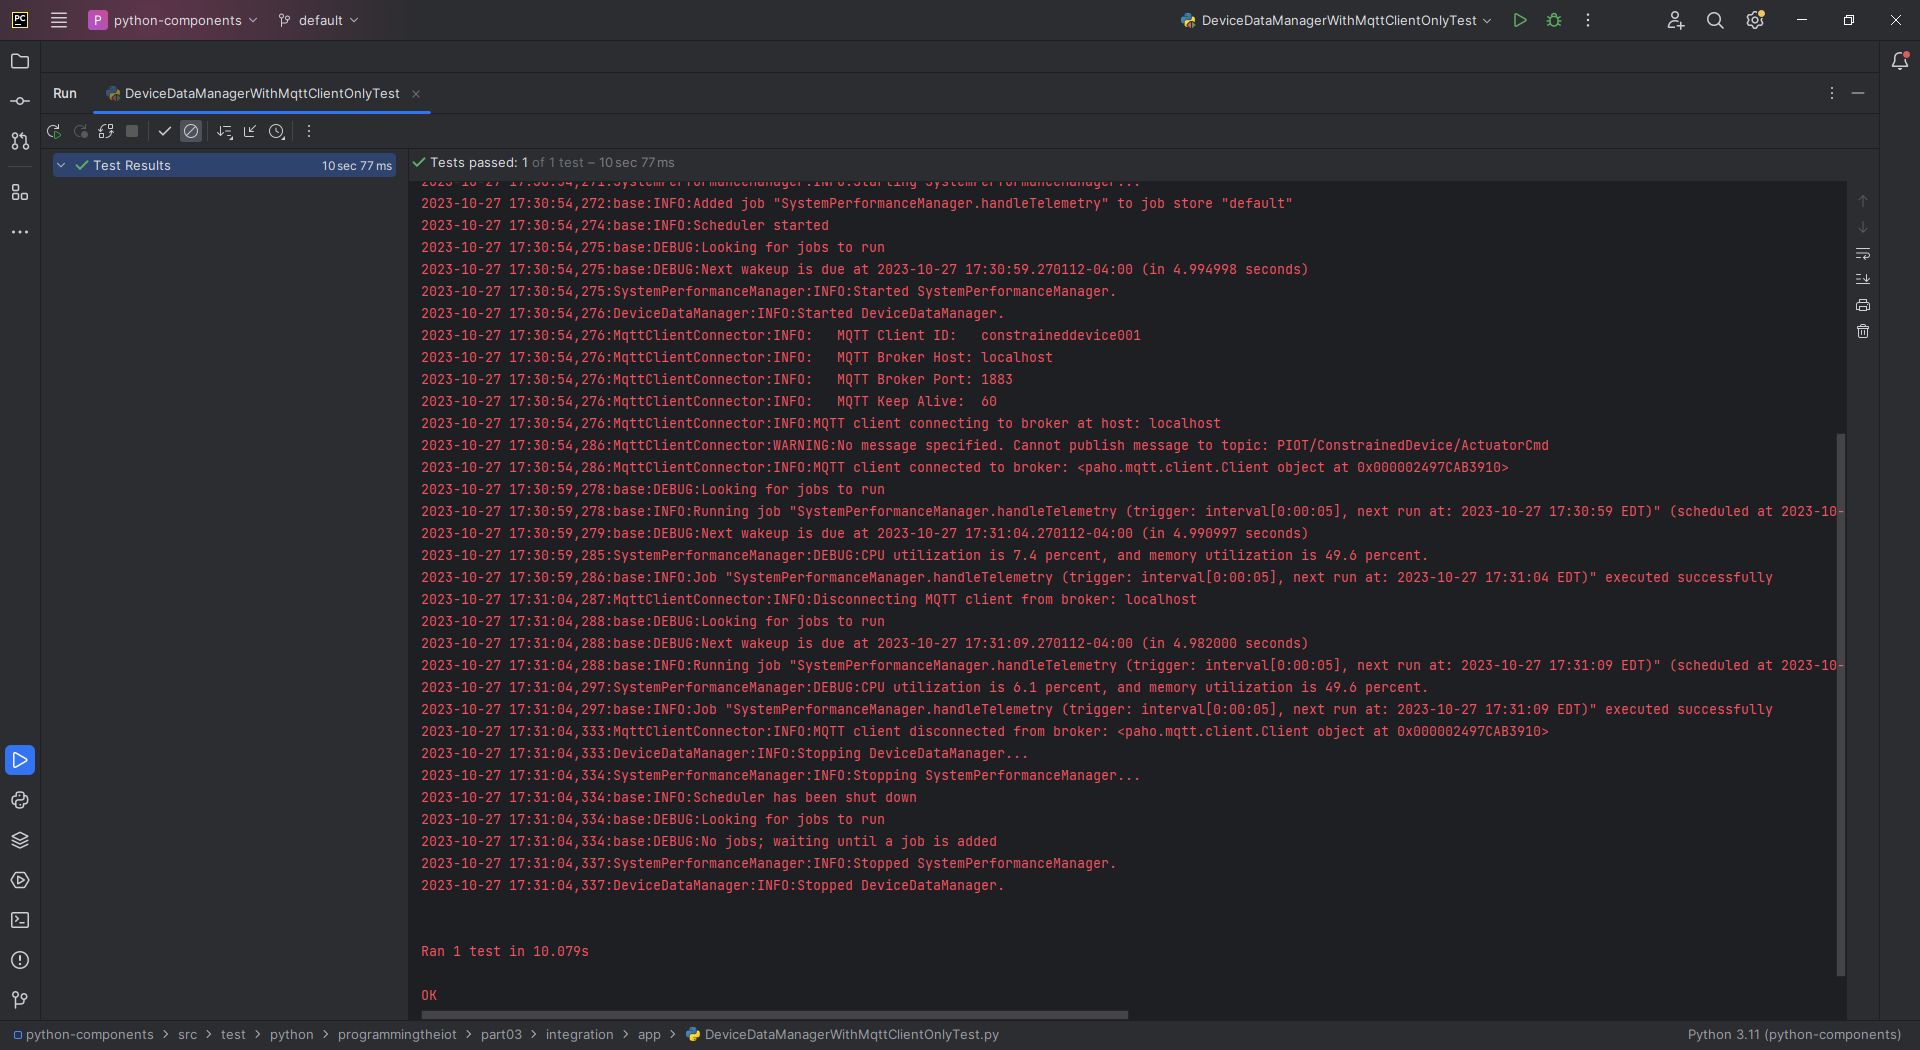 PC
P python-components
default
DeviceDataManagerWithMqttClientOnlyTest
Run
DeviceDataManagerWithMqttClientOnlyTest
Test Results 10 sec 77 ms
Tests passed: 1 of 1 test – 10 sec 77 ms
2023-10-27 17:30:54,271:SystemPerformanceManager:INFO:Starting SystemPerformanceManager...
2023-10-27 17:30:54,272:base:INFO:Added job "SystemPerformanceManager.handleTelemetry" to job store "default"
2023-10-27 17:30:54,274:base:INFO:Scheduler started
2023-10-27 17:30:54,275:base:DEBUG:Looking for jobs to run
2023-10-27 17:30:54,275:base:DEBUG:Next wakeup is due at 2023-10-27 17:30:59.270112-04:00 (in 4.994998 seconds)
2023-10-27 17:30:54,275:SystemPerformanceManager:INFO:Started SystemPerformanceManager.
2023-10-27 17:30:54,276:DeviceDataManager:INFO:Started DeviceDataManager.
2023-10-27 17:30:54,276:MqttClientConnector:INFO:   MQTT Client ID:   constraineddevice001
2023-10-27 17:30:54,276:MqttClientConnector:INFO:   MQTT Broker Host: localhost
2023-10-27 17:30:54,276:MqttClientConnector:INFO:   MQTT Broker Port: 1883
2023-10-27 17:30:54,276:MqttClientConnector:INFO:   MQTT Keep Alive:  60
2023-10-27 17:30:54,276:MqttClientConnector:INFO:MQTT client connecting to broker at host: localhost
2023-10-27 17:30:54,286:MqttClientConnector:WARNING:No message specified. Cannot publish message to topic: PIOT/ConstrainedDevice/ActuatorCmd
2023-10-27 17:30:54,286:MqttClientConnector:INFO:MQTT client connected to broker: <paho.mqtt.client.Client object at 0x000002497CAB3910>
2023-10-27 17:30:59,278:base:DEBUG:Looking for jobs to run
2023-10-27 17:30:59,278:base:INFO:Running job "SystemPerformanceManager.handleTelemetry (trigger: interval[0:00:05], next run at: 2023-10-27 17:30:59 EDT)" (scheduled at 2023-10-
2023-10-27 17:30:59,279:base:DEBUG:Next wakeup is due at 2023-10-27 17:31:04.270112-04:00 (in 4.990997 seconds)
2023-10-27 17:30:59,285:SystemPerformanceManager:DEBUG:CPU utilization is 7.4 percent, and memory utilization is 49.6 percent.
2023-10-27 17:30:59,286:base:INFO:Job "SystemPerformanceManager.handleTelemetry (trigger: interval[0:00:05], next run at: 2023-10-27 17:31:04 EDT)" executed successfully
2023-10-27 17:31:04,287:MqttClientConnector:INFO:Disconnecting MQTT client from broker: localhost
2023-10-27 17:31:04,288:base:DEBUG:Looking for jobs to run
2023-10-27 17:31:04,288:base:DEBUG:Next wakeup is due at 2023-10-27 17:31:09.270112-04:00 (in 4.982000 seconds)
2023-10-27 17:31:04,288:base:INFO:Running job "SystemPerformanceManager.handleTelemetry (trigger: interval[0:00:05], next run at: 2023-10-27 17:31:09 EDT)" (scheduled at 2023-10-
2023-10-27 17:31:04,297:SystemPerformanceManager:DEBUG:CPU utilization is 6.1 percent, and memory utilization is 49.6 percent.
2023-10-27 17:31:04,297:base:INFO:Job "SystemPerformanceManager.handleTelemetry (trigger: interval[0:00:05], next run at: 2023-10-27 17:31:09 EDT)" executed successfully
2023-10-27 17:31:04,333:MqttClientConnector:INFO:MQTT client disconnected from broker: <paho.mqtt.client.Client object at 0x000002497CAB3910>
2023-10-27 17:31:04,333:DeviceDataManager:INFO:Stopping DeviceDataManager...
2023-10-27 17:31:04,334:SystemPerformanceManager:INFO:Stopping SystemPerformanceManager...
2023-10-27 17:31:04,334:base:INFO:Scheduler has been shut down
2023-10-27 17:31:04,334:base:DEBUG:Looking for jobs to run
2023-10-27 17:31:04,334:base:DEBUG:No jobs; waiting until a job is added
2023-10-27 17:31:04,337:SystemPerformanceManager:INFO:Stopped SystemPerformanceManager.
2023-10-27 17:31:04,337:DeviceDataManager:INFO:Stopped DeviceDataManager.
Ran 1 test in 10.079s
OK
python-components > src > test > python > programmingtheiot > part03 > integration > app > DeviceDataManagerWithMqttClientOnlyTest.py
Python 3.11 (python-components)